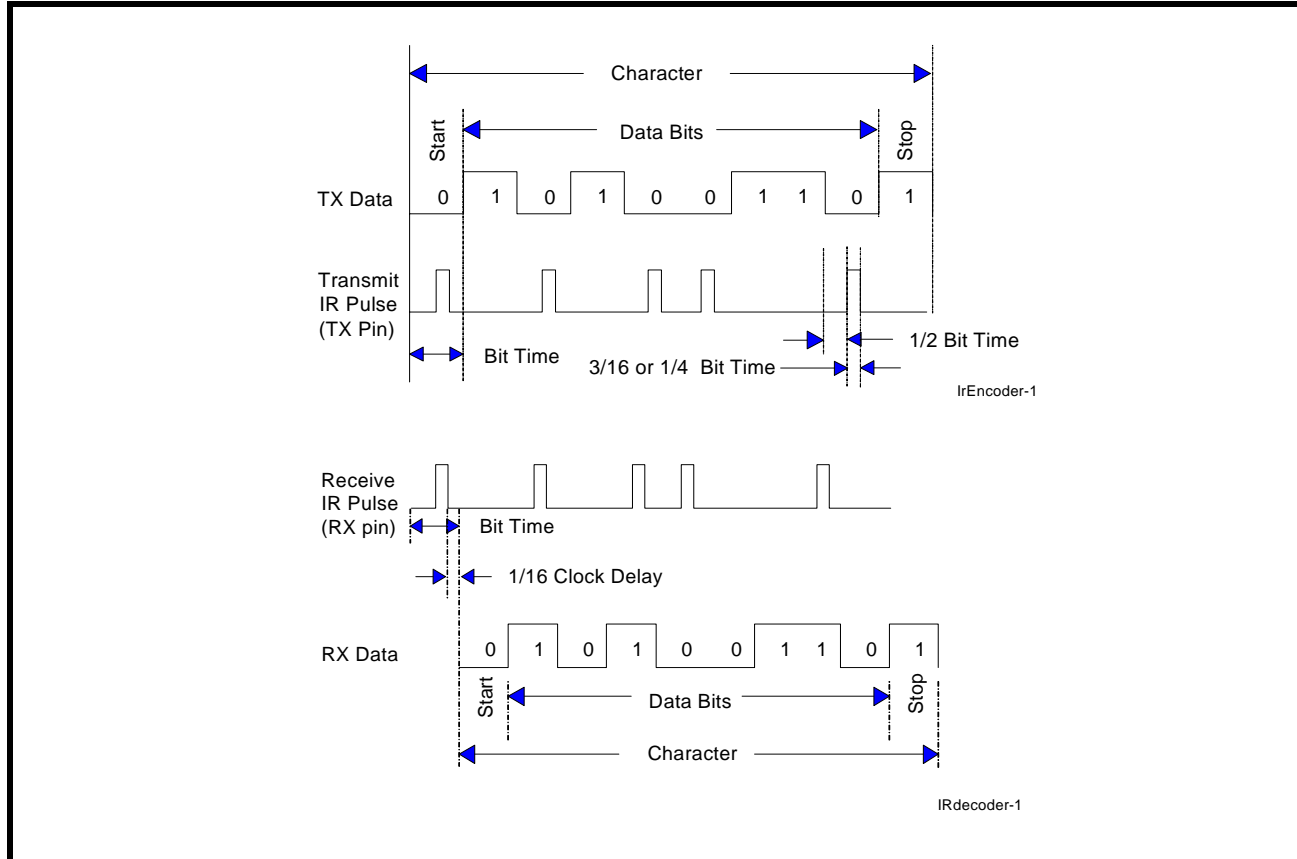 Character
Start
Data Bits
Stop
TX Data 0 1 0 1 0 0 1 1 0 1
Transmit
IR Pulse
(TX Pin)
Bit Time
1/2 Bit Time
3/16 or 1/4 Bit Time
IrEncoder-1
Receive
IR Pulse
(RX pin)
Bit Time
1/16 Clock Delay
RX Data 0 1 0 1 0 0 1 1 0 1
Start
Data Bits
Stop
Character
IRdecoder-1